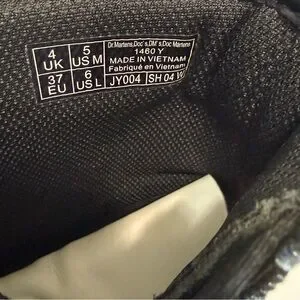 4 UK 5 US M Dr.Martens,Doc's,DM's,Doc Martens
1460 Y
MADE IN VIETNAM
Fabriqué en Vietnam
37 EU 6 US L JY004 SH 04 W